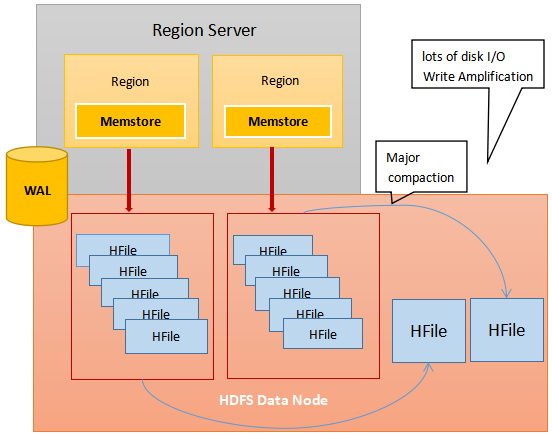 Region Server
lots of disk I/O
Write Amplification
Region
Region
Memstore
Memstore
Major
compaction
WAL
HFile
HFile
HFile
HFile
HFile
HFile
HFile
HFile
HFile
HFile
HFile
HFile
HDFS Data Node